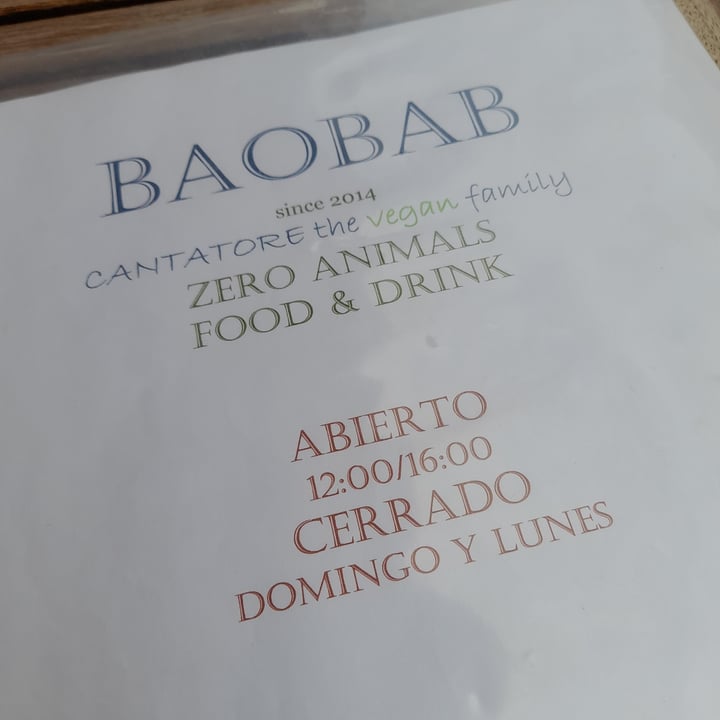 BAOBAB
since 2014
CANTATORE the vegan family
ZERO ANIMALS
FOOD & DRINK
ABIERTO
12:00/16:00
CERRADO
DOMINGO Y LUNES